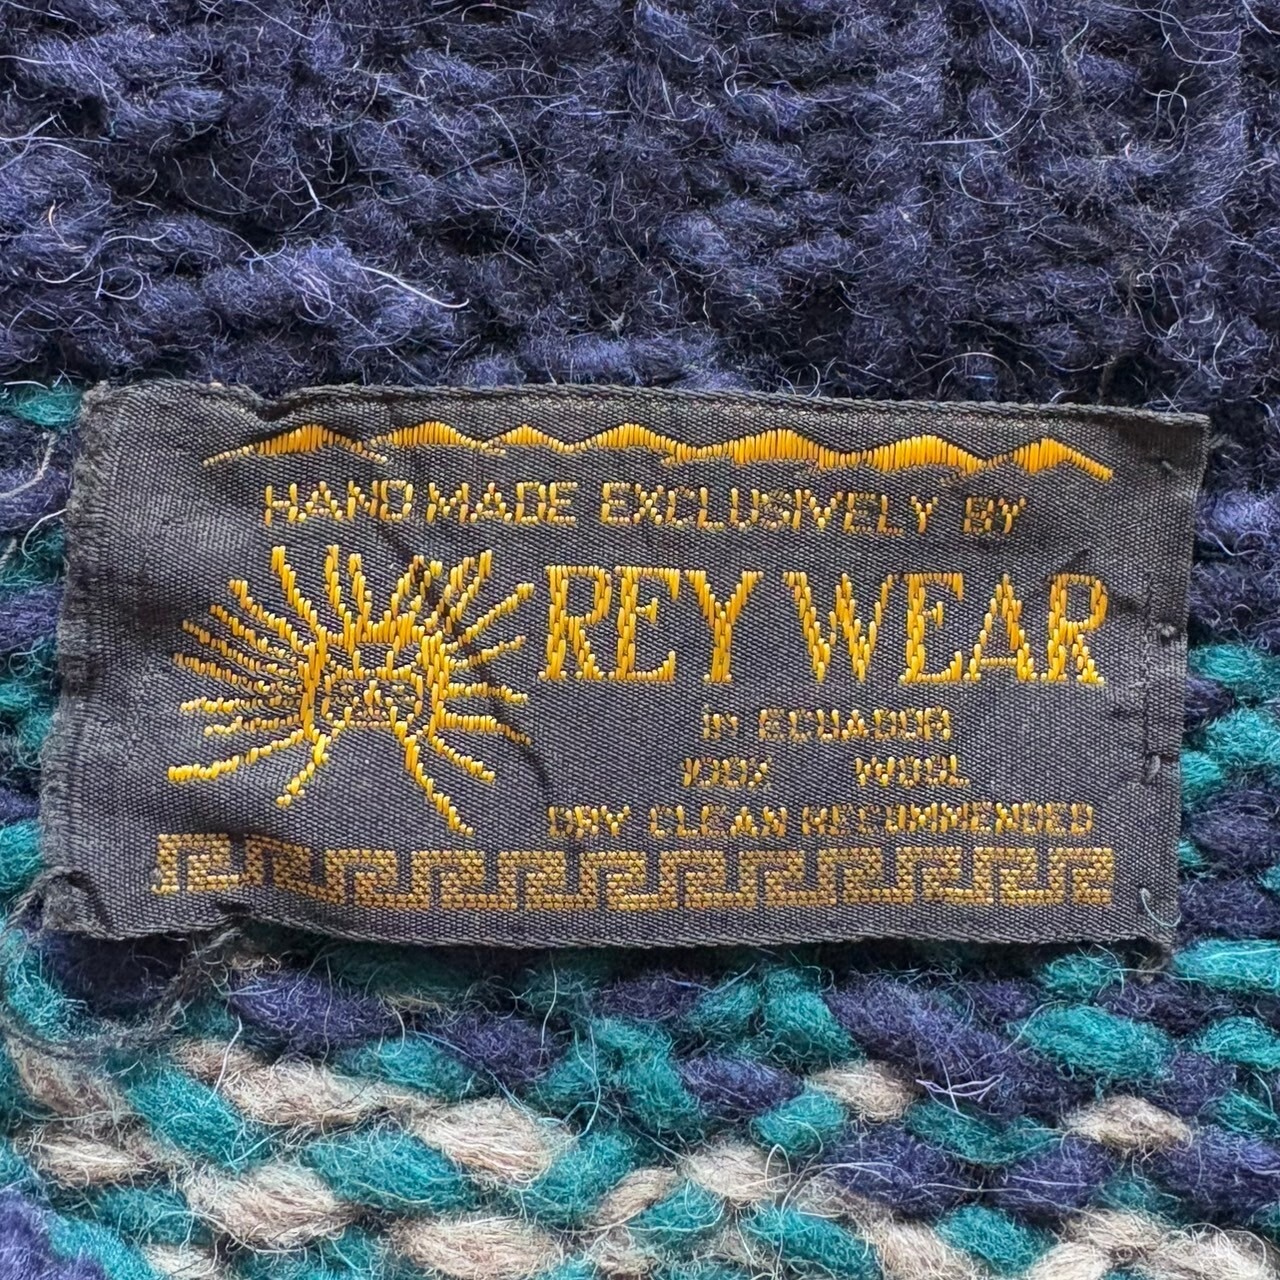 HAND MADE EXCLUSIVELY BY
REY WEAR
in ECUADOR
100% WOOL
DRY CLEAN RECOMMENDED